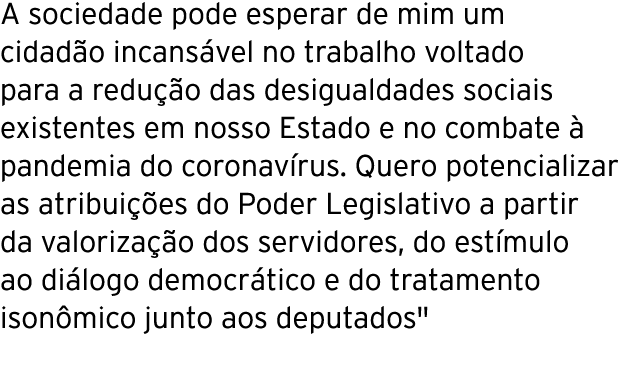 A sociedade pode esperar de mim um
cidadão incansável no trabalho voltado
para a redução das desigualdades sociais
existentes em nosso Estado e no combate à
pandemia do coronavírus. Quero potencializar
as atribuições do Poder Legislativo a partir
da valorização dos servidores, do estímulo
ao diálogo democrático e do tratamento
isonômico junto aos deputados"